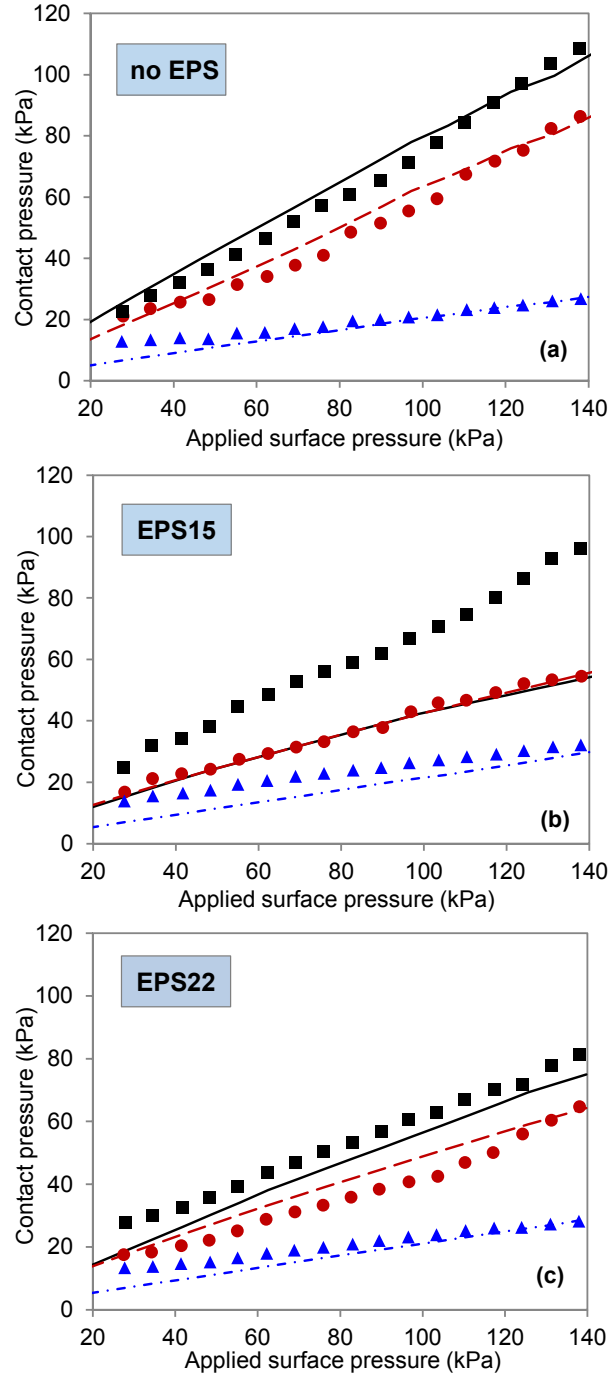 120
100
80
60
40
20
0
Contact pressure (kPa)
no EPS
(a)
20 40 60 80 100 120 140
Applied surface pressure (kPa)
120
100
80
60
40
20
0
Contact pressure (kPa)
EPS15
(b)
20 40 60 80 100 120 140
Applied surface pressure (kPa)
120
100
80
60
40
20
0
Contact pressure (kPa)
EPS22
(c)
20 40 60 80 100 120 140
Applied surface pressure (kPa)